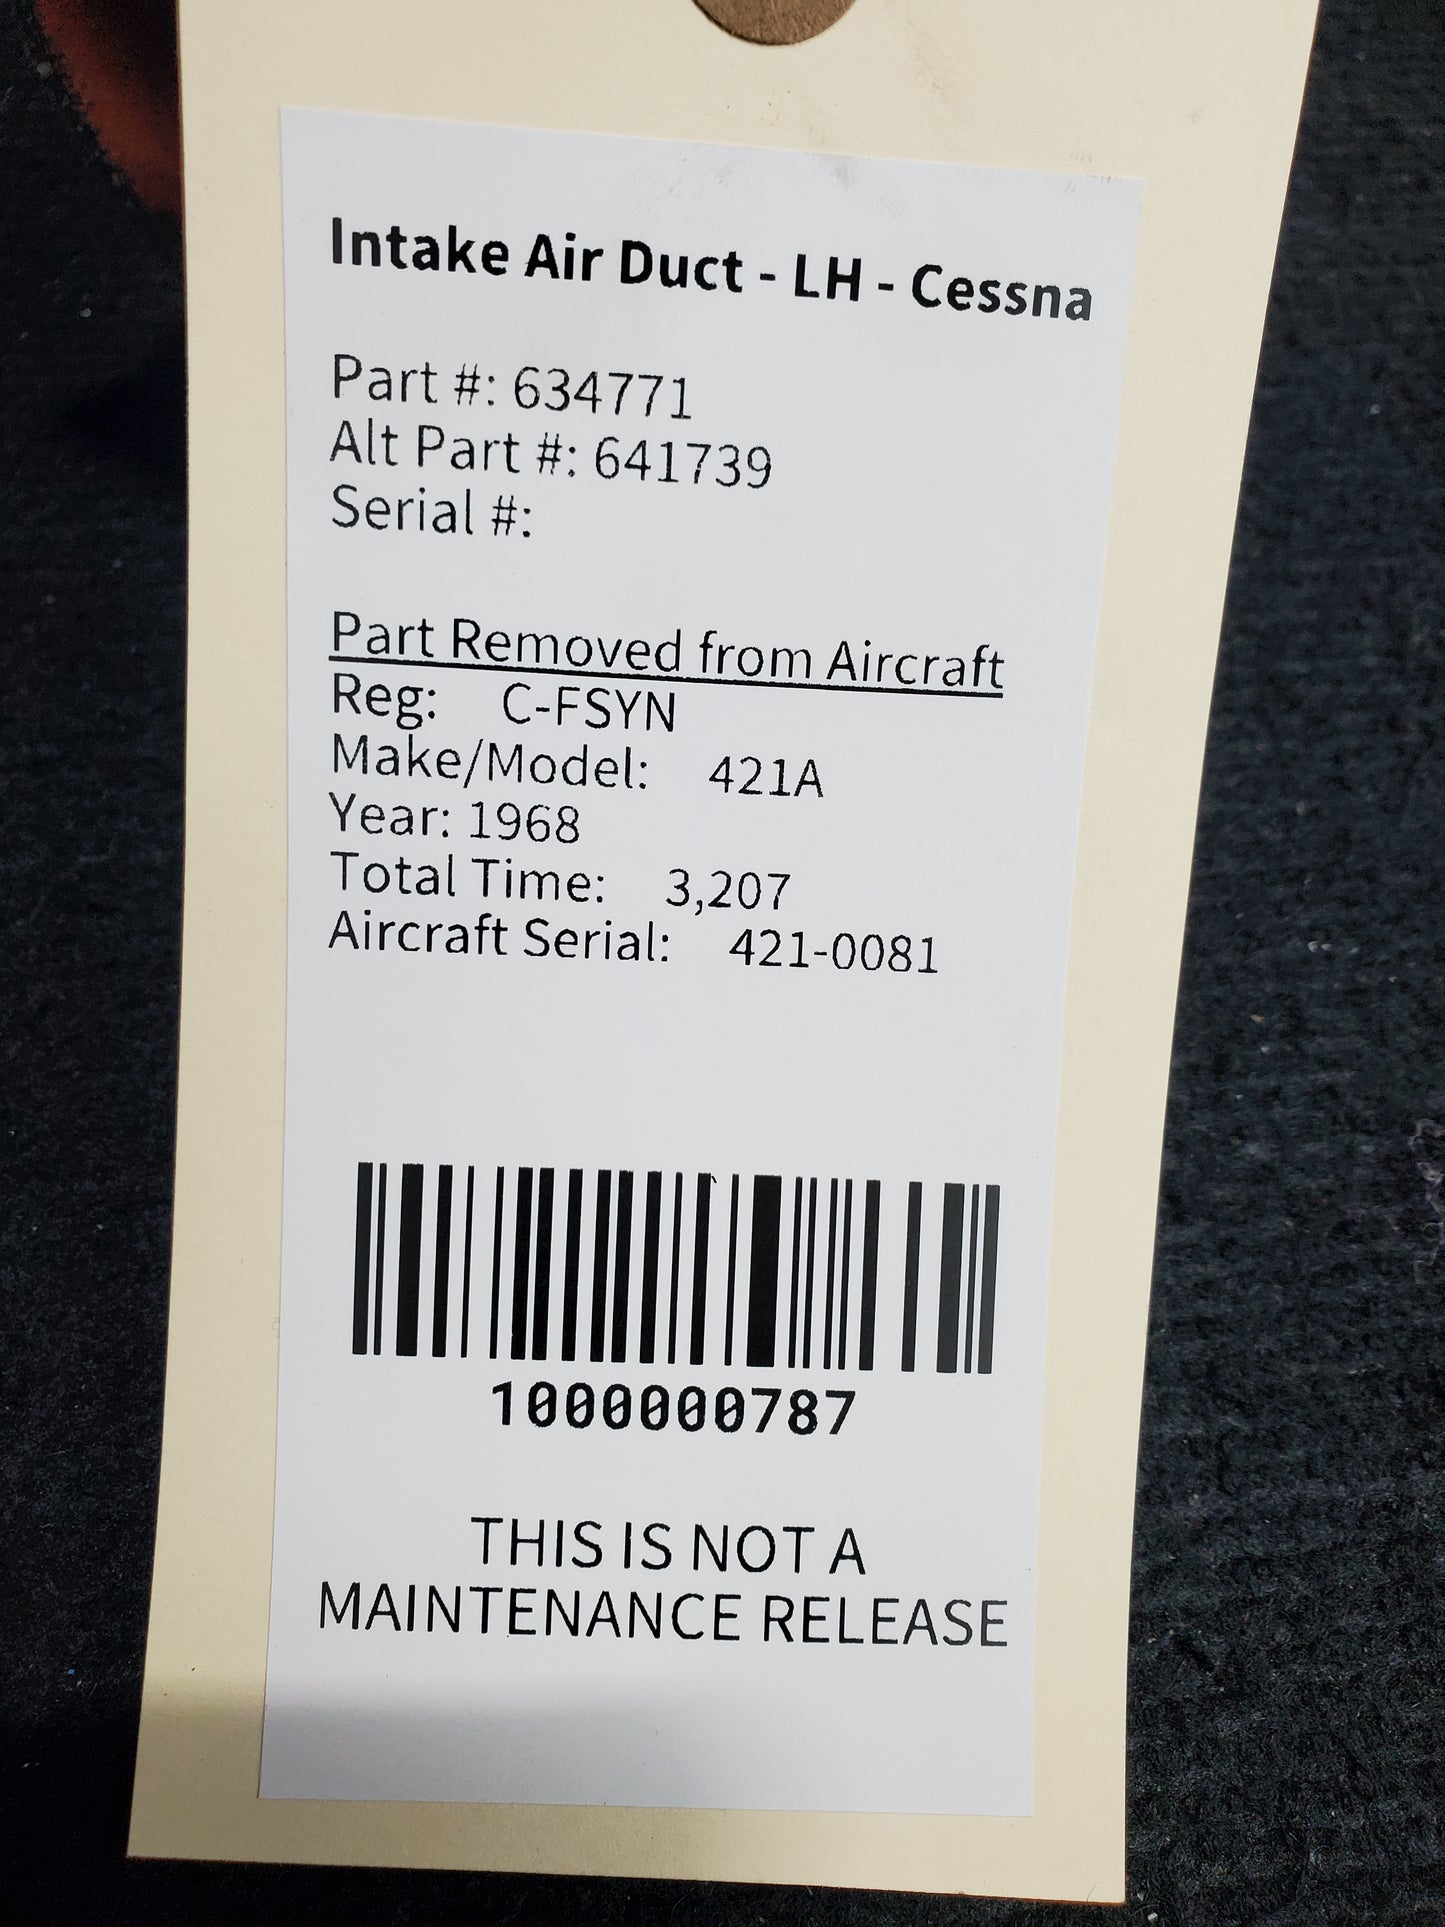 Intake Air Duct - LH - Cessna
Part #: 634771
Alt Part #: 641739
Serial #:
Part Removed from Aircraft
Reg: C-FSYN
Make/Model: 421A
Year: 1968
Total Time: 3,207
Aircraft Serial: 421-0081
1000000787
THIS IS NOT A
MAINTENANCE RELEASE